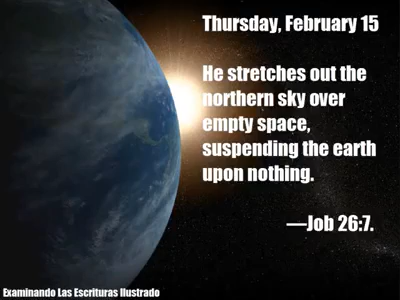 Thursday, February 15
He stretches out the
northern sky over
empty space,
suspending the earth
upon nothing.
—Job 26:7.
Examinando Las Escrituras Ilustrado